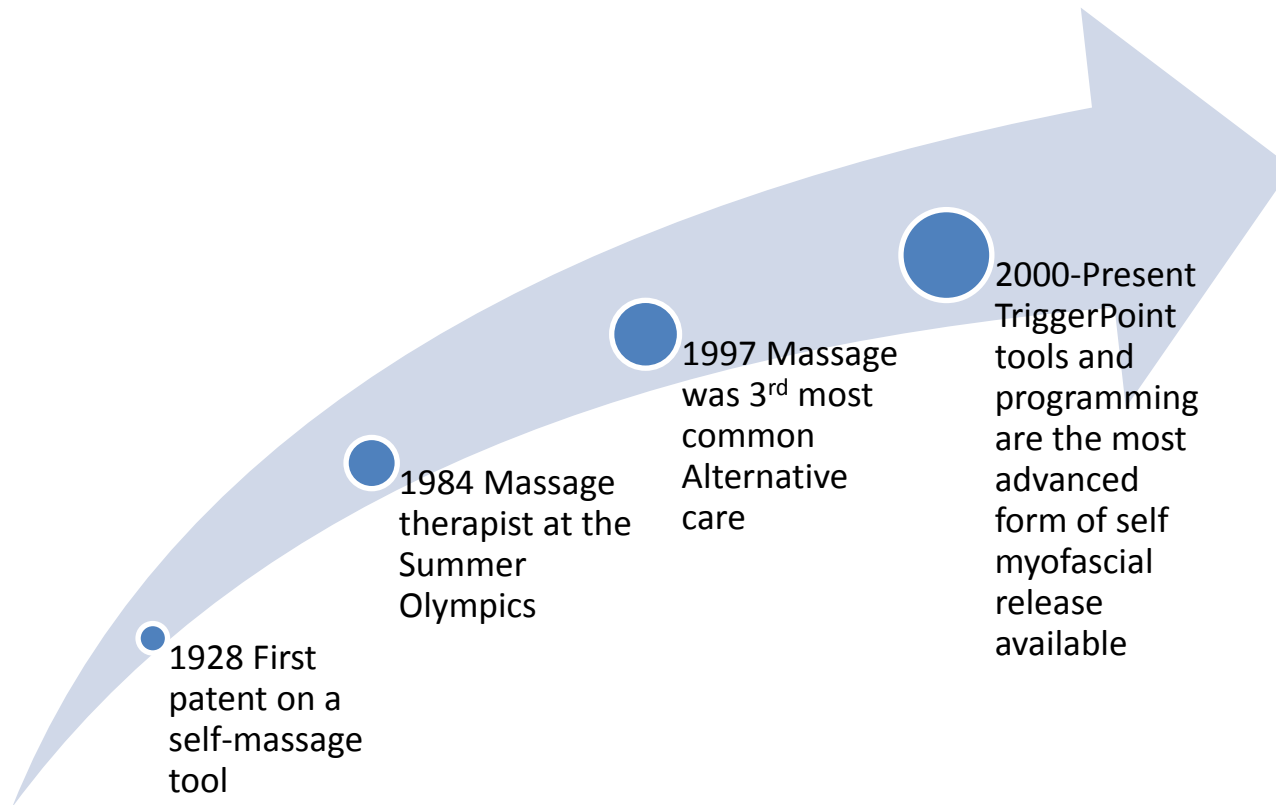 1928 First
patent on a
self-massage
tool
1984 Massage
therapist at the
Summer
Olympics
1997 Massage
was 3rd most
common
Alternative
care
2000-Present
TriggerPoint
tools and
programming
are the most
advanced
form of self
myofascial
release
available